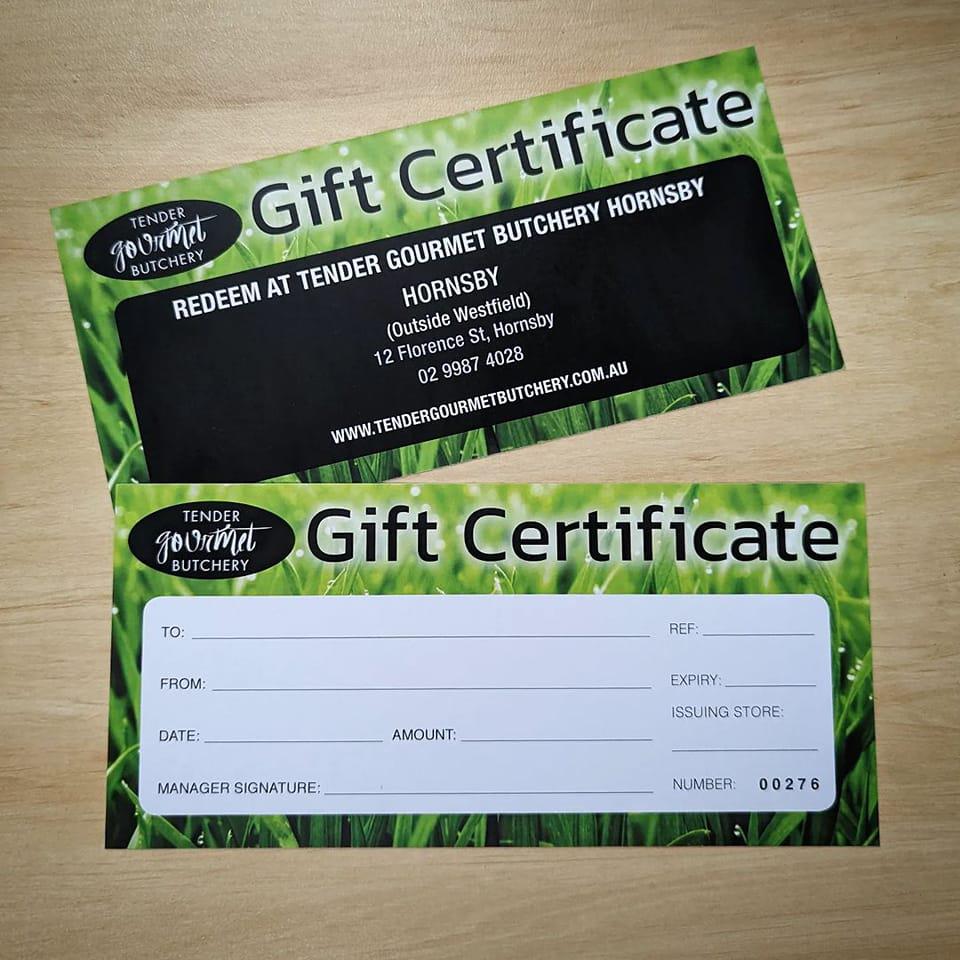 TENDER
gourmet
BUTCHERY
Gift Certificate
REDEEM AT TENDER GOURMET BUTCHERY HORNSBY
HORNSBY
(Outside Westfield)
12 Florence St, Hornsby
02 9987 4028
WWW.TENDERGOURMETBUTCHERY.COM.AU
TENDER
gourmet
BUTCHERY
Gift Certificate
TO:
REF:
FROM:
EXPIRY:
ISSUING STORE:
DATE:
AMOUNT:
MANAGER SIGNATURE:
NUMBER: 00276